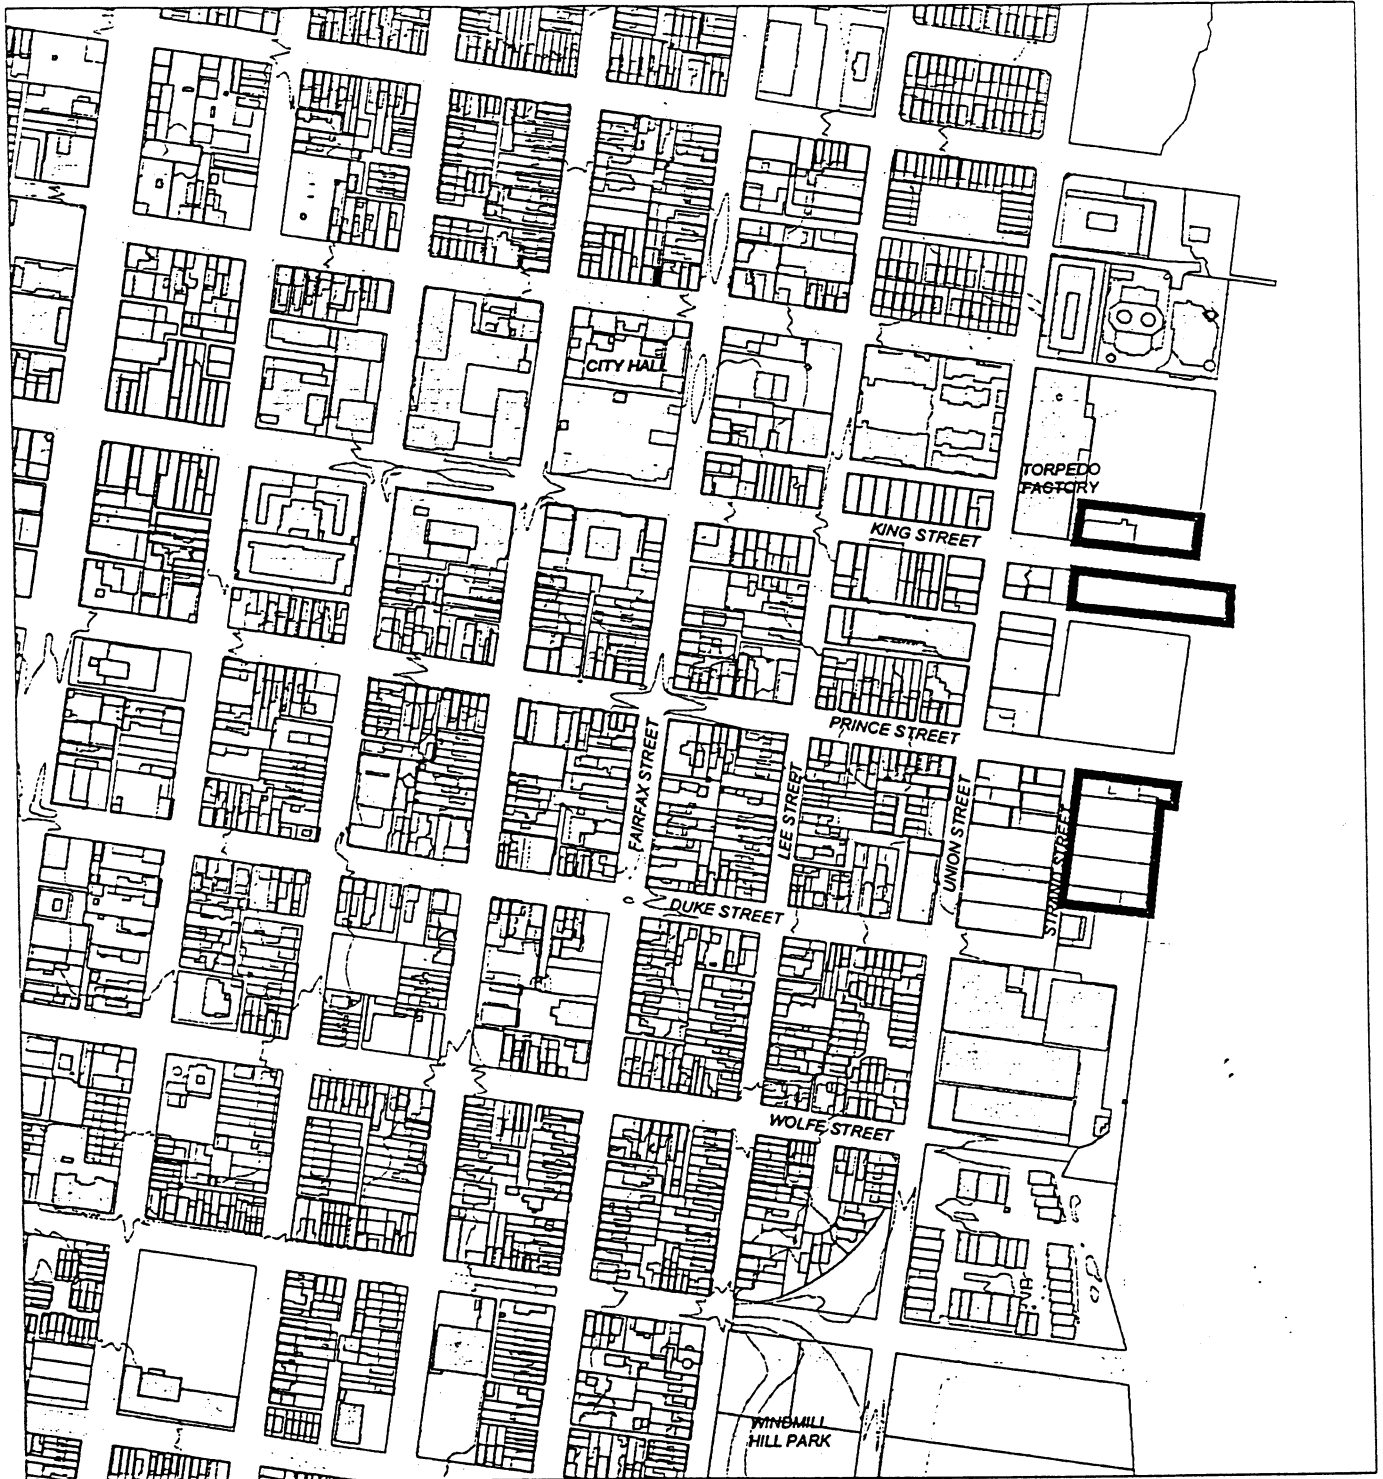 CITY HALL
TORPEDO
FACTORY
KING STREET
PRINCE STREET
FAIRFAX STREET
LEE STREET
UNION STREET
STRAND STREET
DUKE STREET
WOLFE STREET
WINDMILL
HILL PARK